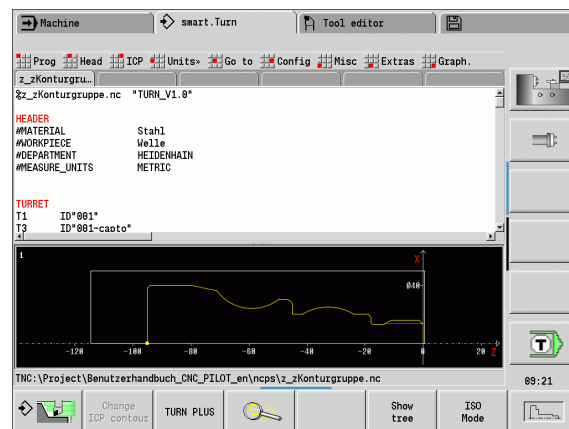 Machine smart.Turn Tool editor
Prog Head ICP Units» Go to Config Misc Extras Graph.
z_zKonturgru…
%z_zKonturgruppe.nc "TURN_V1.0"
HEADER
#MATERIAL Stahl
#WORKPIECE Welle
#DEPARTMENT HEIDENHAIN
#MEASURE_UNITS METRIC
TURRET
T1 ID"001"
T3 ID"001-capto"
1
X
Ø40-
-120 -100 -80 -60 -40 -20 0 20 Z
TNC:\Project\Benutzerhandbuch_CNC_PILOT_en\ncps\z_zKonturgruppe.nc
T
09:21
Change
ICP contour
TURN PLUS
Show
tree
ISO
Mode